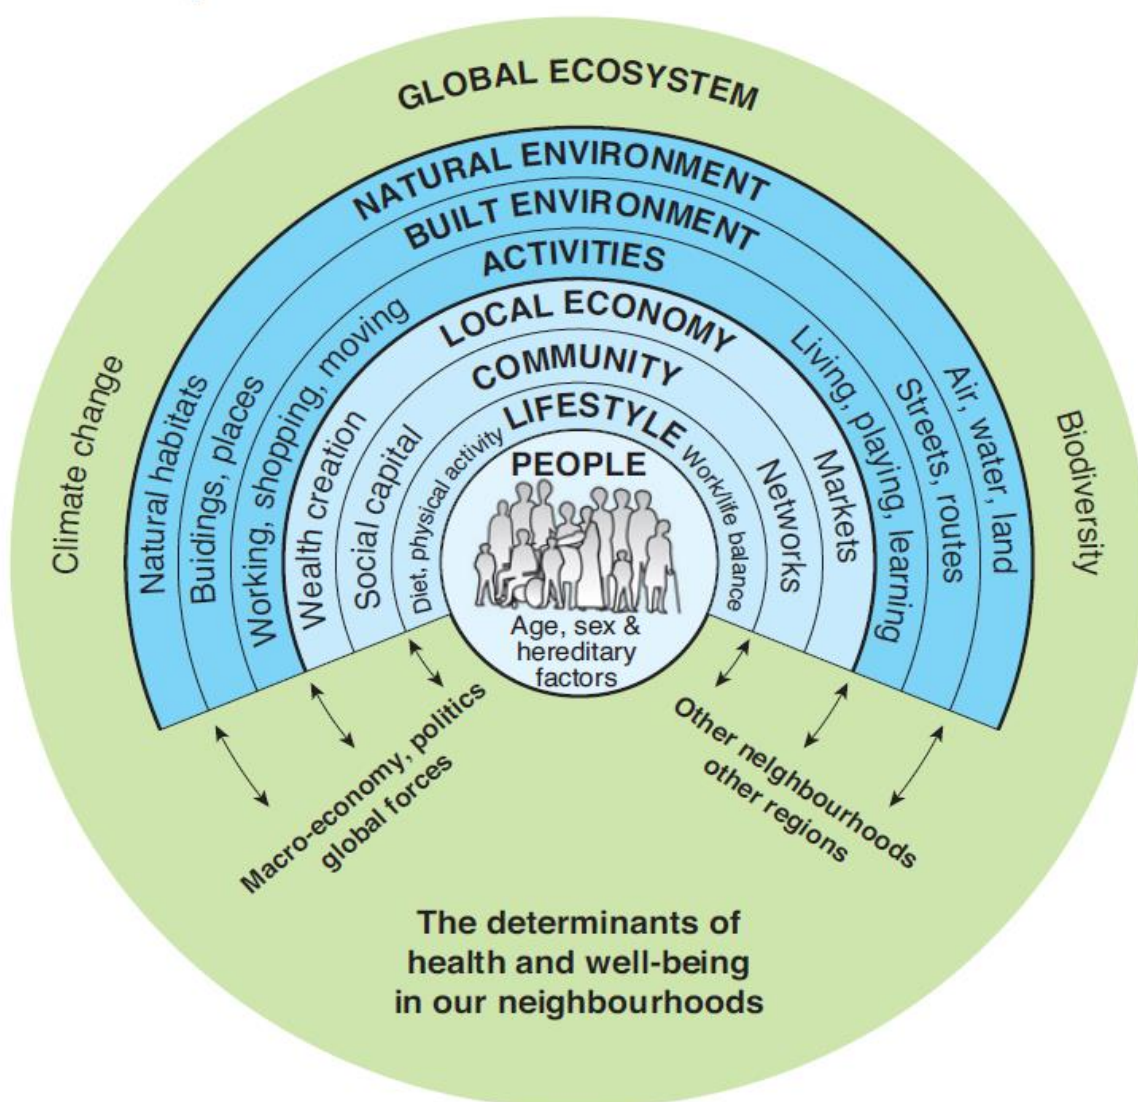 GLOBAL ECOSYSTEM
NATURAL ENVIRONMENT
BUILT ENVIRONMENT
ACTIVITIES
LOCAL ECONOMY
COMMUNITY
LIFESTYLE
PEOPLE
Climate change
Natural habitats
Buidings, places
Working, shopping, moving
Wealth creation
Social capital
Diet, physical activity
Work/life balance
Networks
Markets
Living, playing, learning
Streets, routes
Air, water, land
Biodiversity
Age, sex &
hereditary
factors
Macro-economy, politics
global forces
Other neighbourhoods
other regions
The determinants of
health and well-being
in our neighbourhoods